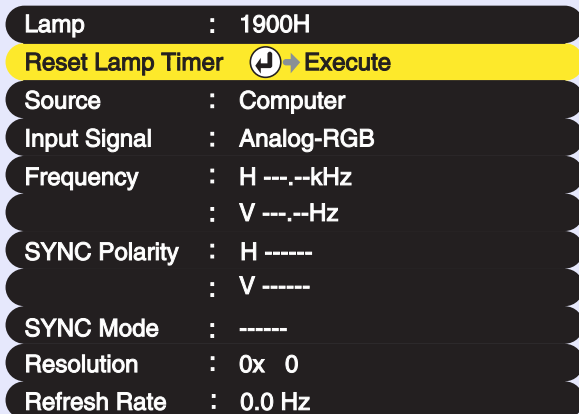 Lamp : 1900H
Reset Lamp Timer Execute
Source : Computer
Input Signal : Analog-RGB
Frequency : H ---.--kHz
: V ---.--Hz
SYNC Polarity : H ------
: V ------
SYNC Mode : ------
Resolution : 0x 0
Refresh Rate : 0.0 Hz